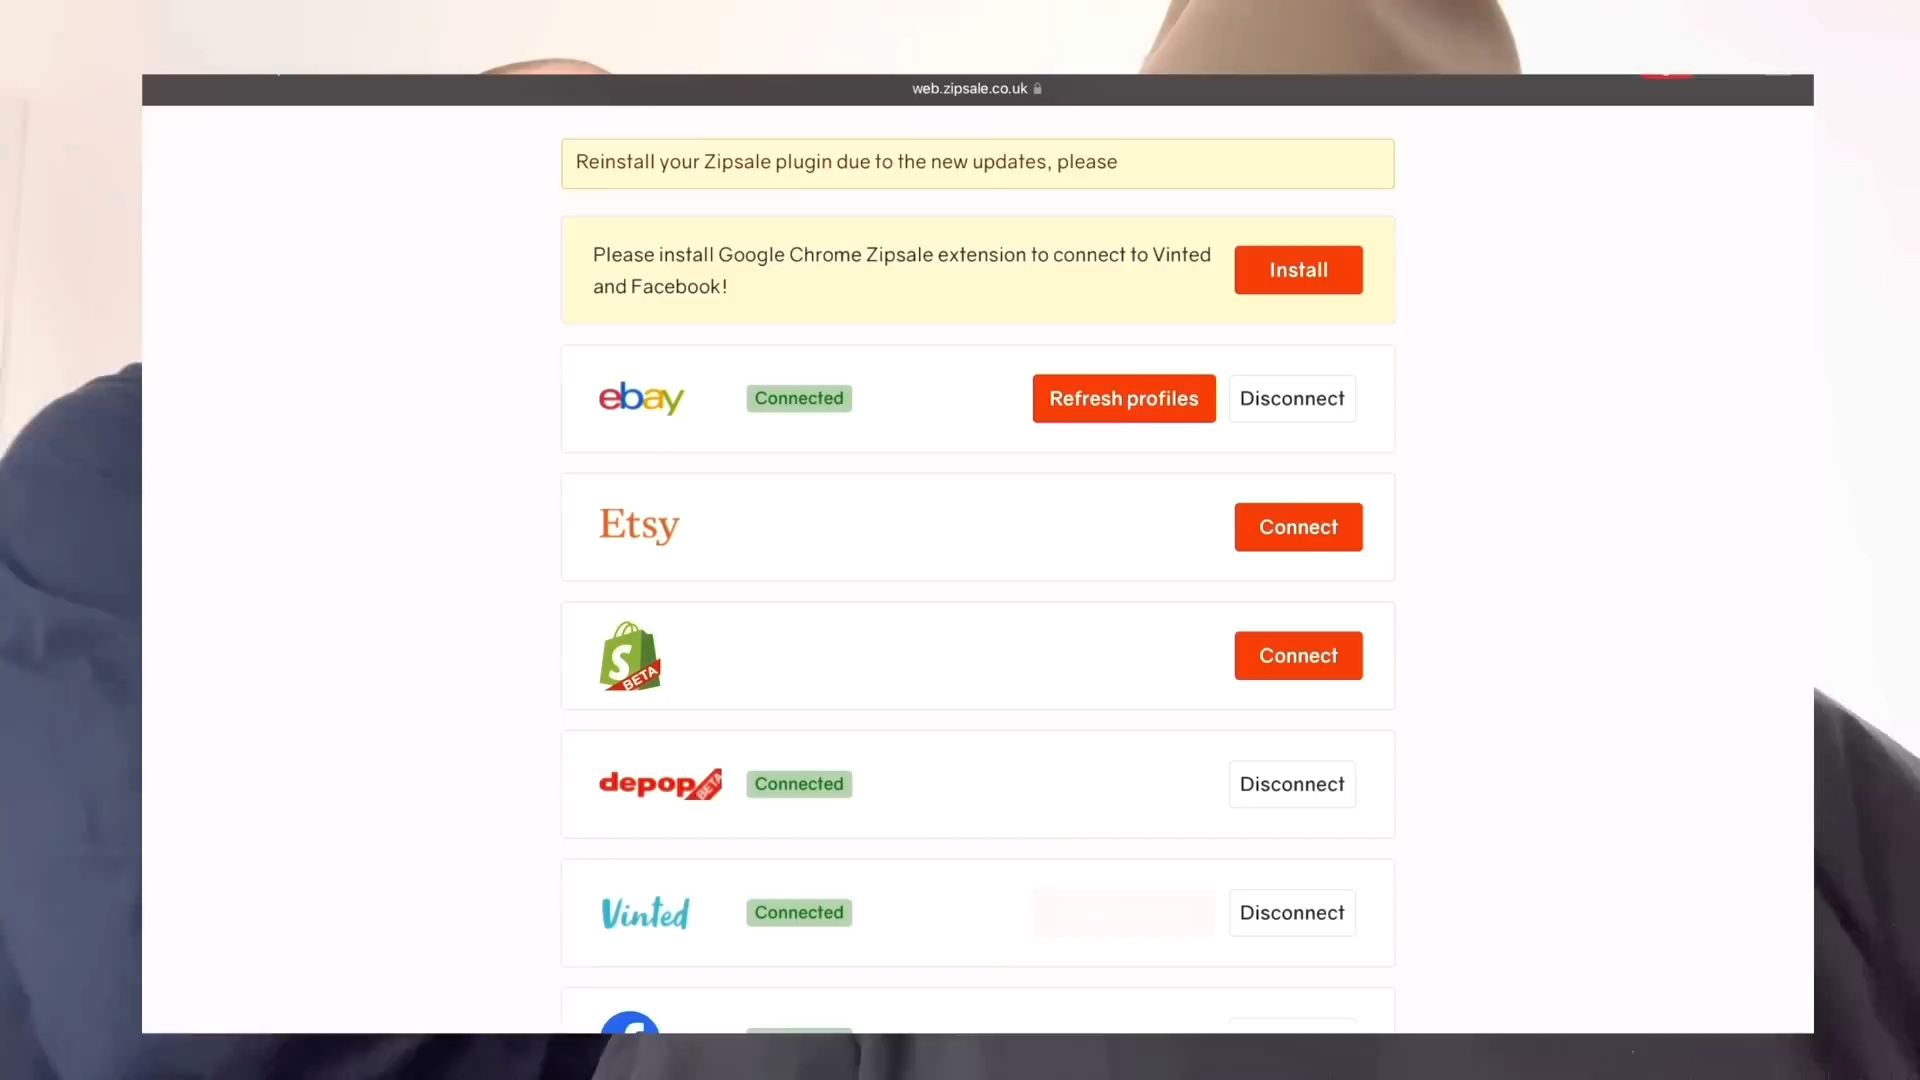 web.zipsale.co.uk
Reinstall your Zipsale plugin due to the new updates, please
Please install Google Chrome Zipsale extension to connect to Vinted
and Facebook!
Install
ebay
Connected
Refresh profiles
Disconnect
Etsy
Connect
S
BETA
Connect
depop
BETA
Connected
Disconnect
Vinted
Connected
Disconnect
f